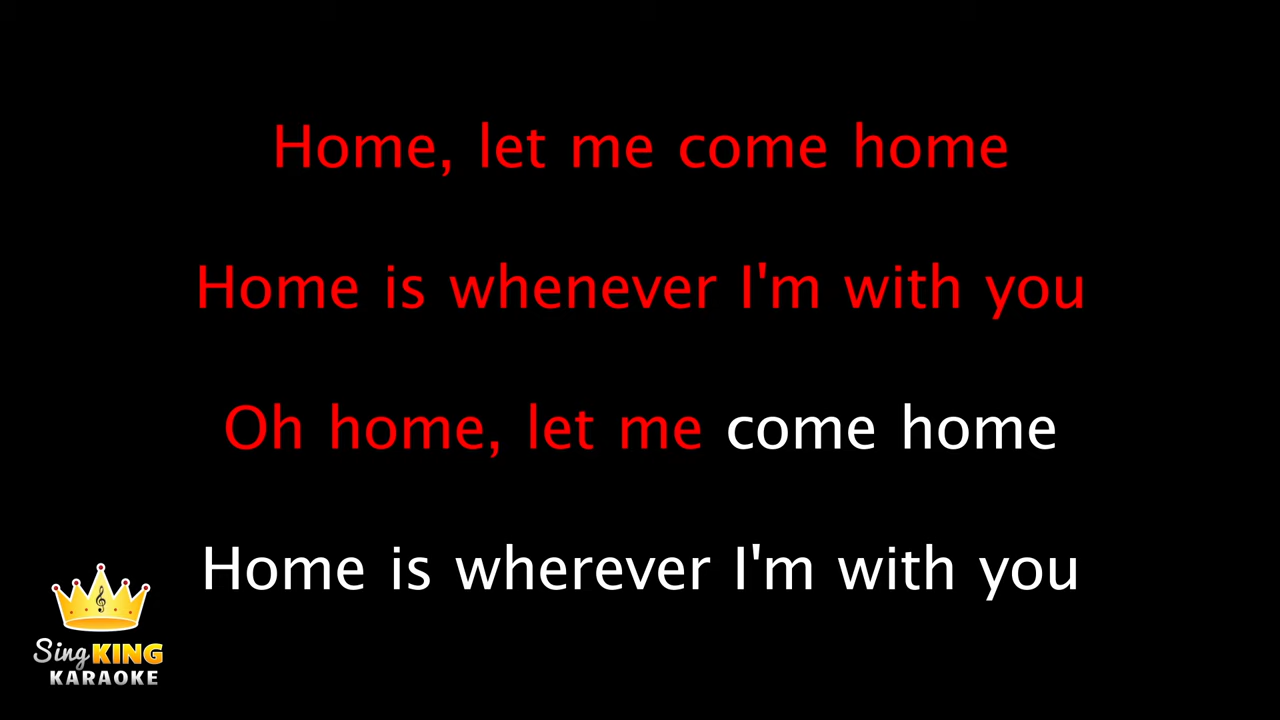 Home, let me come home
Home is whenever I'm with you
Oh home, let me come home
Home is wherever I'm with you
Sing KING
KARAOKE